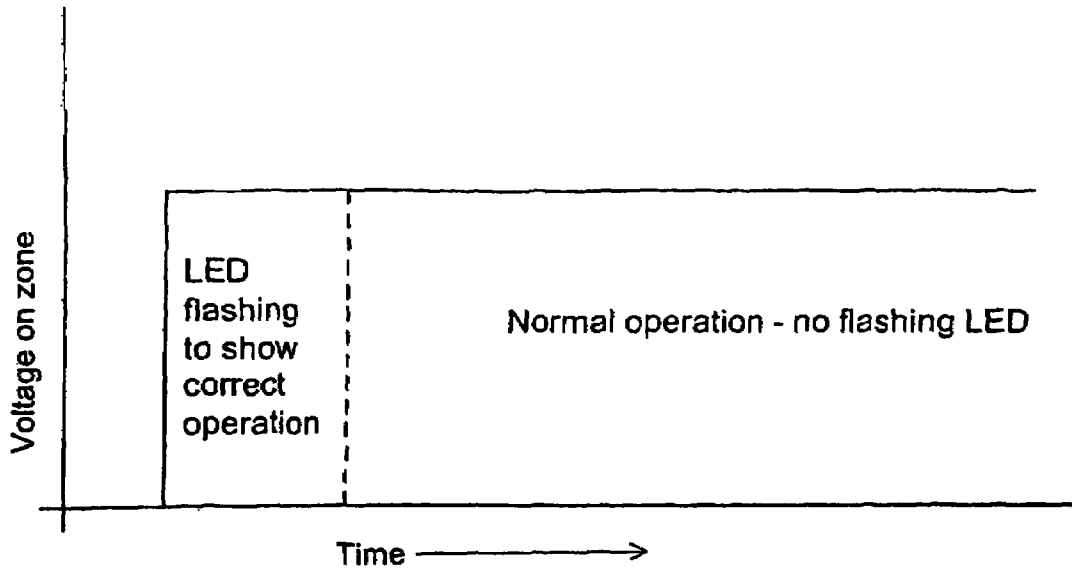 Voltage on zone
LED
flashing
to show
correct
operation
Normal operation - no flashing LED
Time